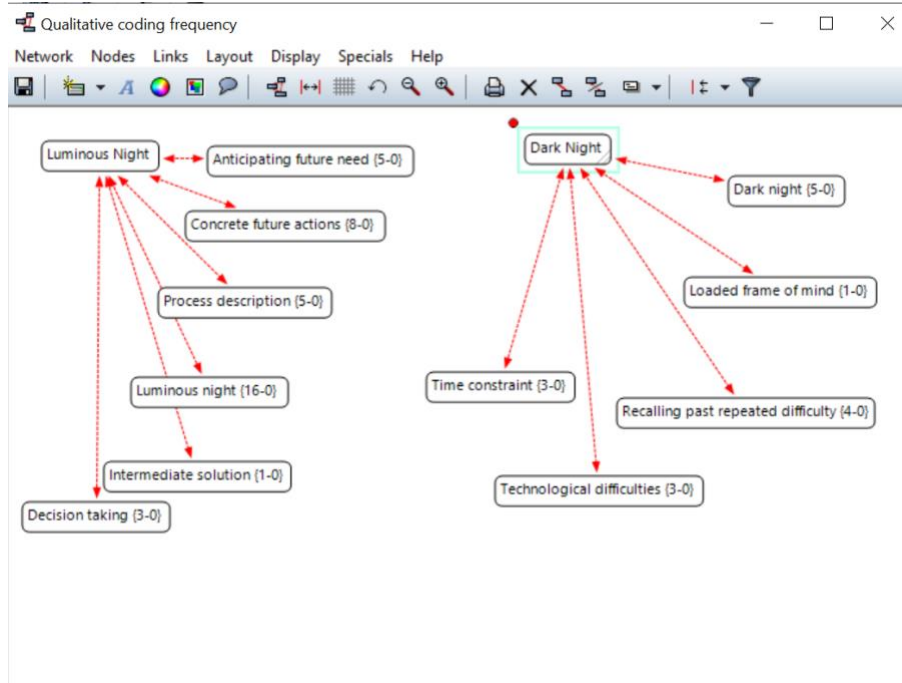 Qualitative coding frequency
Network Nodes Links Layout Display Specials Help
Luminous Night
Anticipating future need {5-0}
Concrete future actions {8-0}
Process description {5-0}
Luminous night {16-0}
Intermediate solution {1-0}
Decision taking {3-0}
Dark Night
Dark night {5-0}
Loaded frame of mind {1-0}
Time constraint {3-0}
Recalling past repeated difficulty {4-0}
Technological difficulties {3-0}